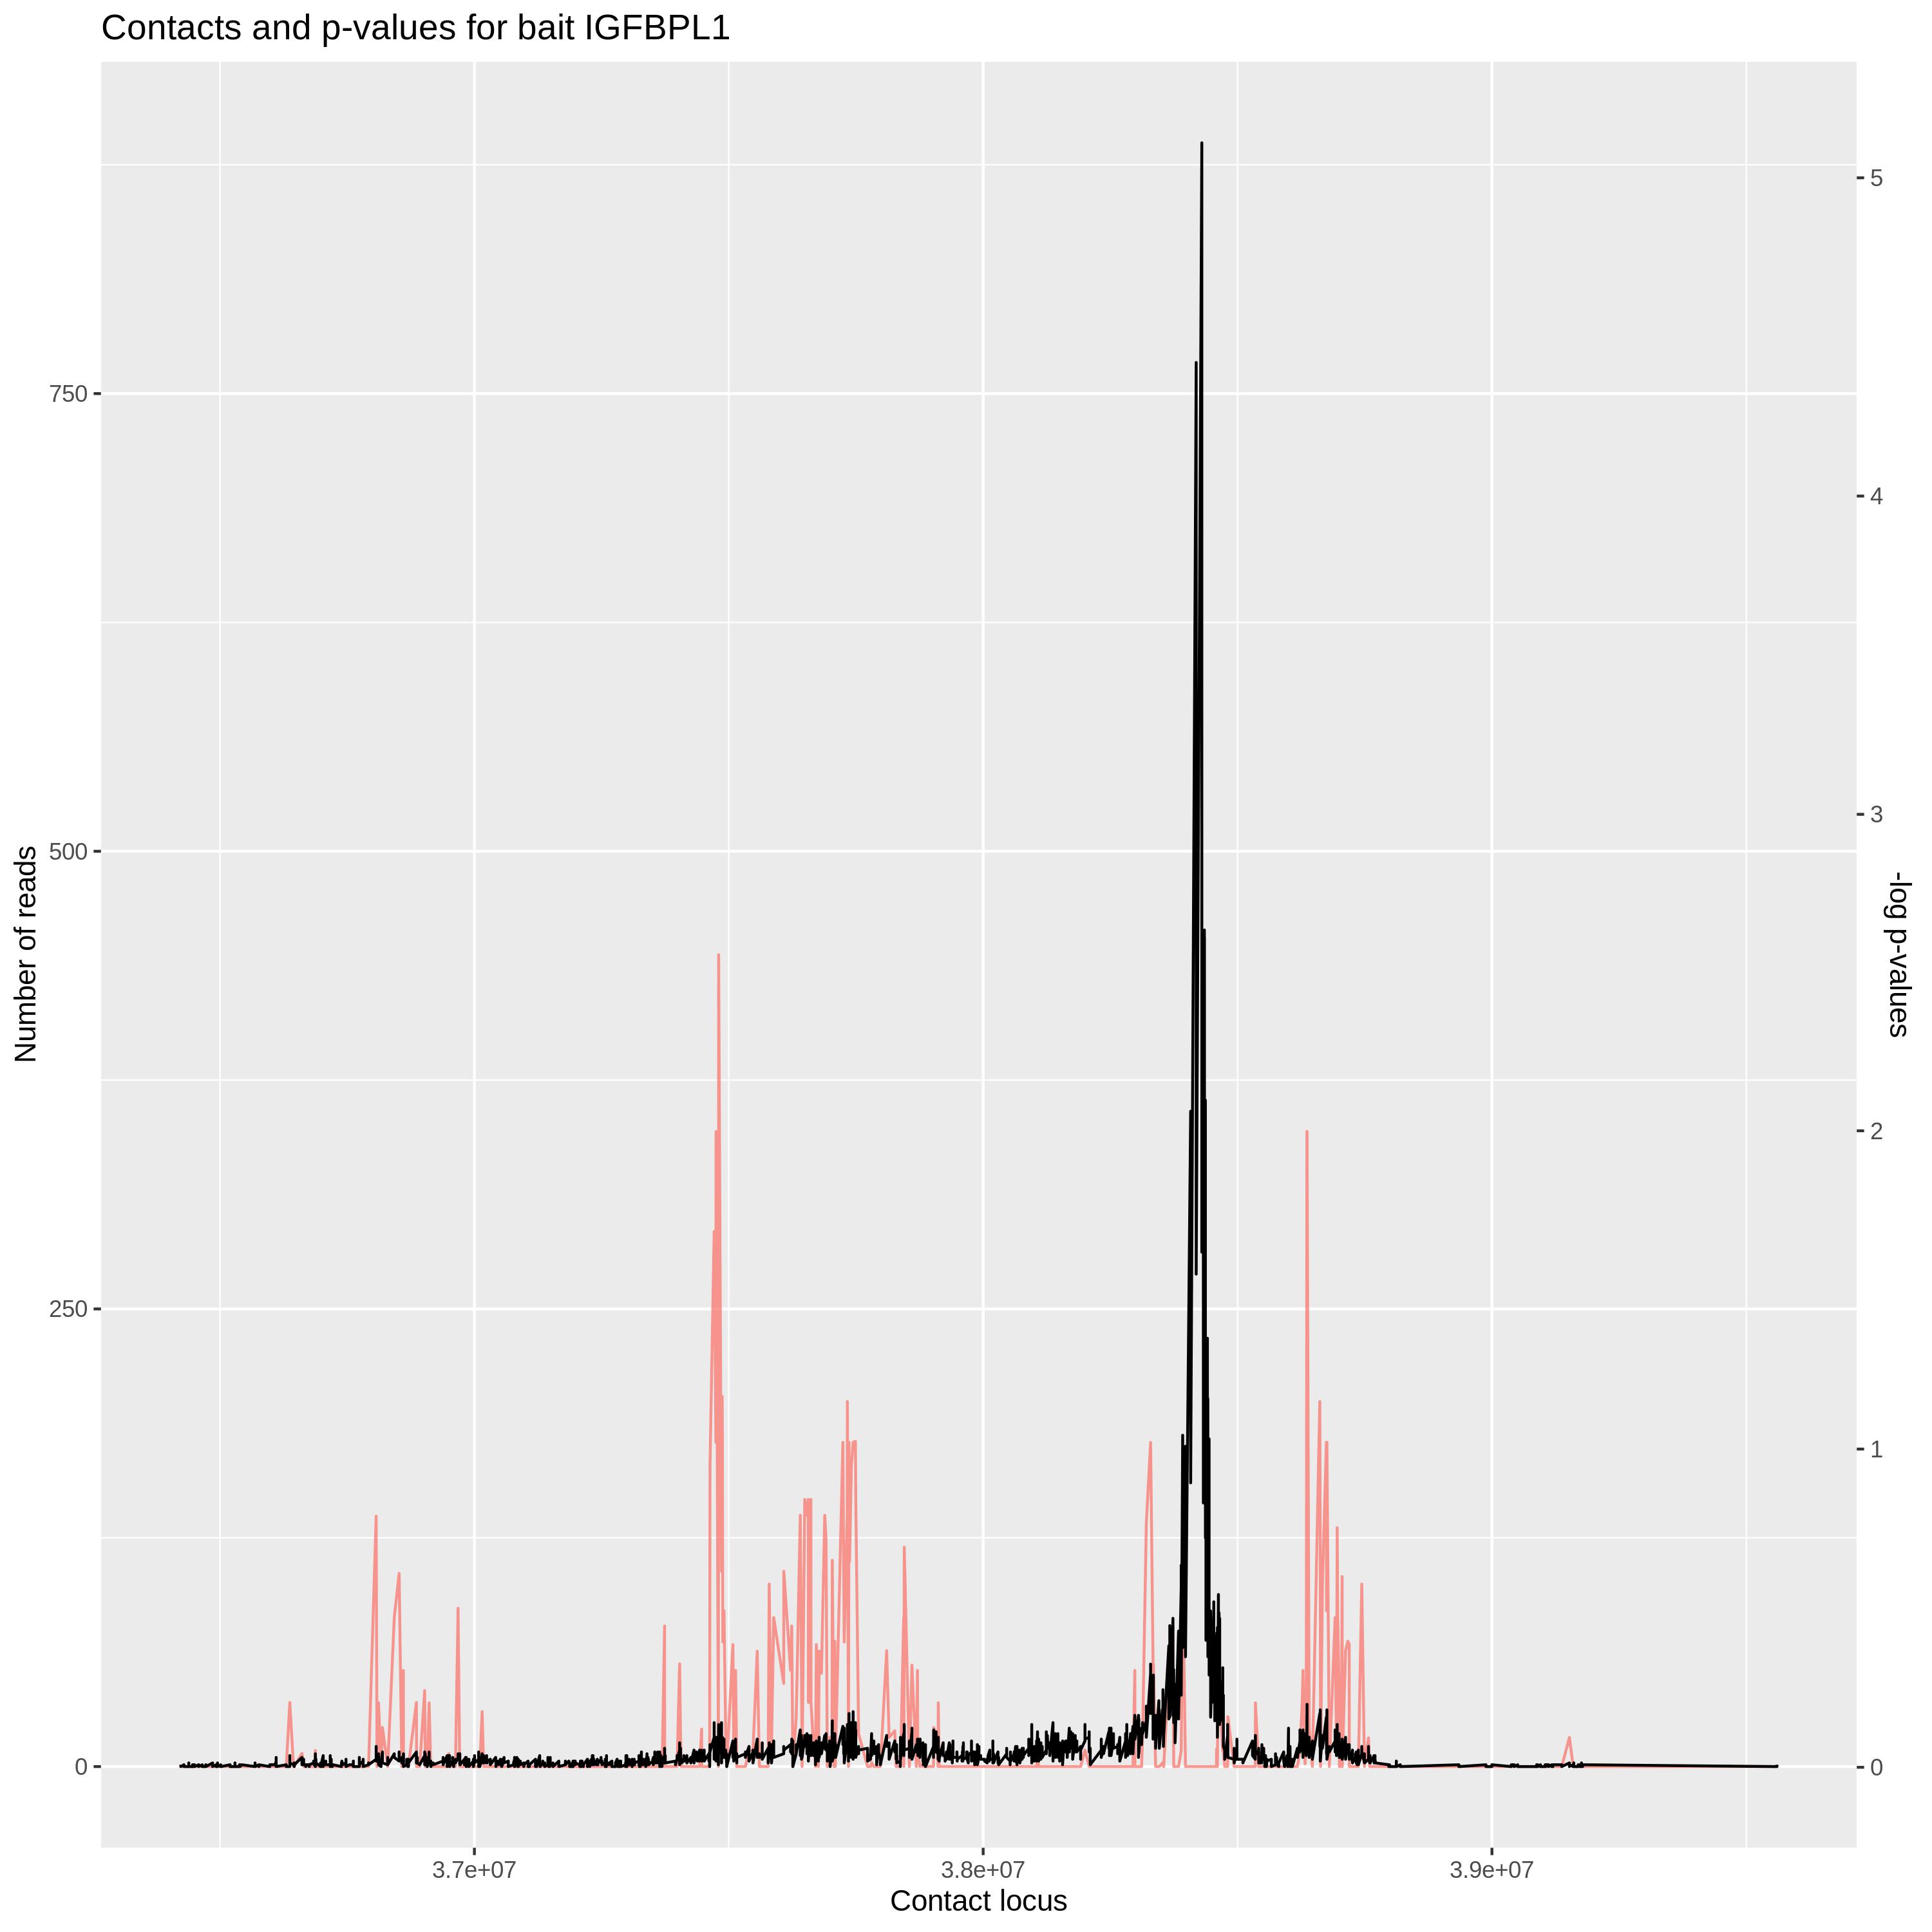 Contacts and p-values for bait IGFBPL1
750
500
250
0
5
4
3
2
1
0
Number of reads
-log p-values
3.7e+07 3.8e+07 3.9e+07
Contact locus